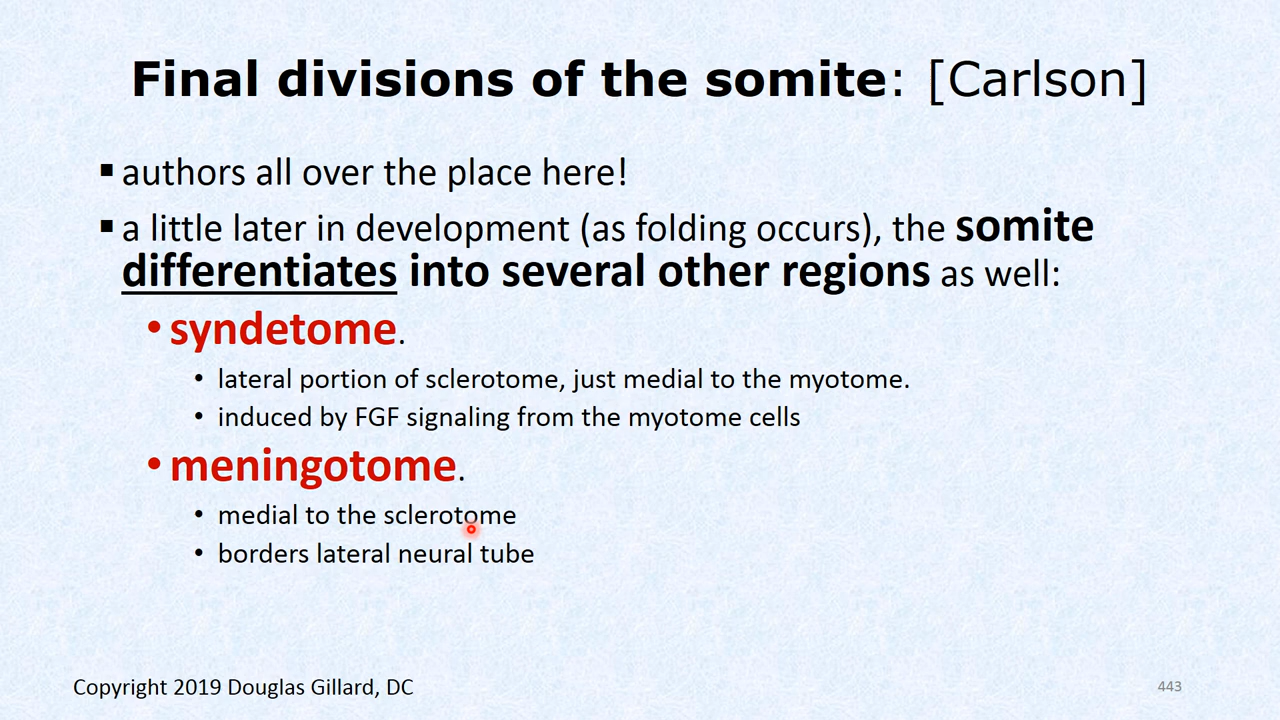 Final divisions of the somite: [Carlson]
▪ authors all over the place here!
▪ a little later in development (as folding occurs), the somite
differentiates into several other regions as well:
• syndetome.
• lateral portion of sclerotome, just medial to the myotome.
• induced by FGF signaling from the myotome cells
• meningotome.
• medial to the sclerotome
• borders lateral neural tube
Copyright 2019 Douglas Gillard, DC
443